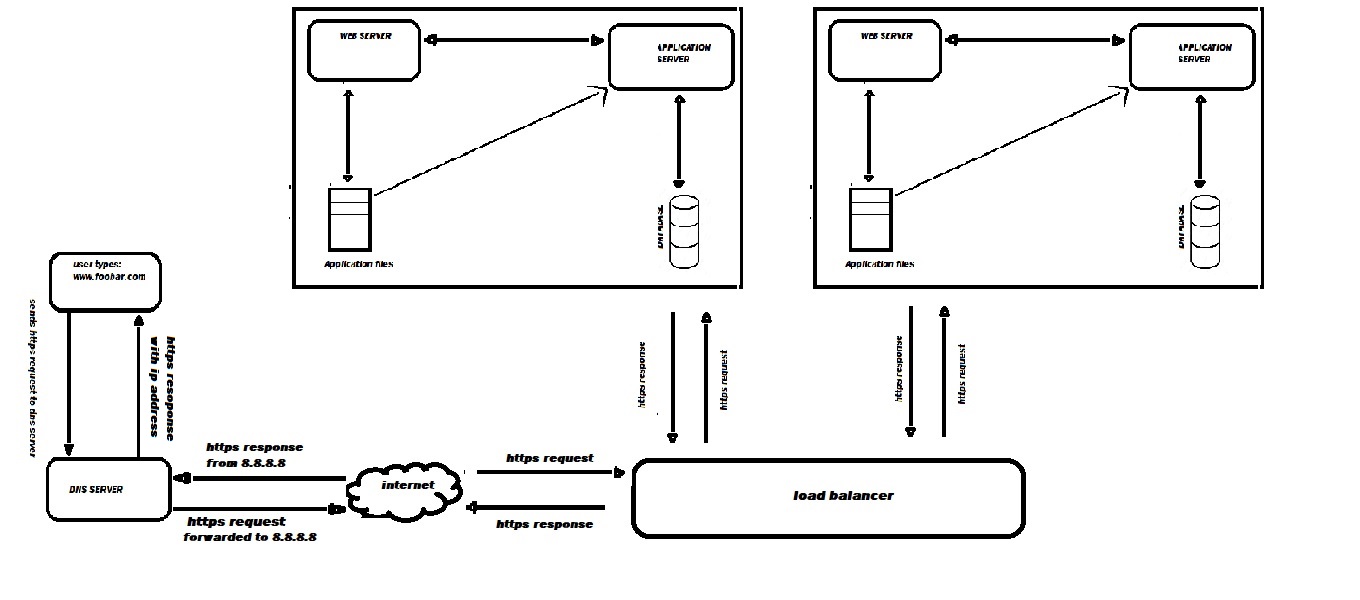 WEB SERVER
APPLICATION
SERVER
Application files
DATABASE
WEB SERVER
APPLICATION
SERVER
Application files
DATABASE
user types:
www.foobar.com
sends https request to dns server
https resoponse
with ip address
https response
https request
https response
https request
DNS SERVER
https response
from 8.8.8.8
https request
forwarded to 8.8.8.8
internet
https request
https response
load balancer